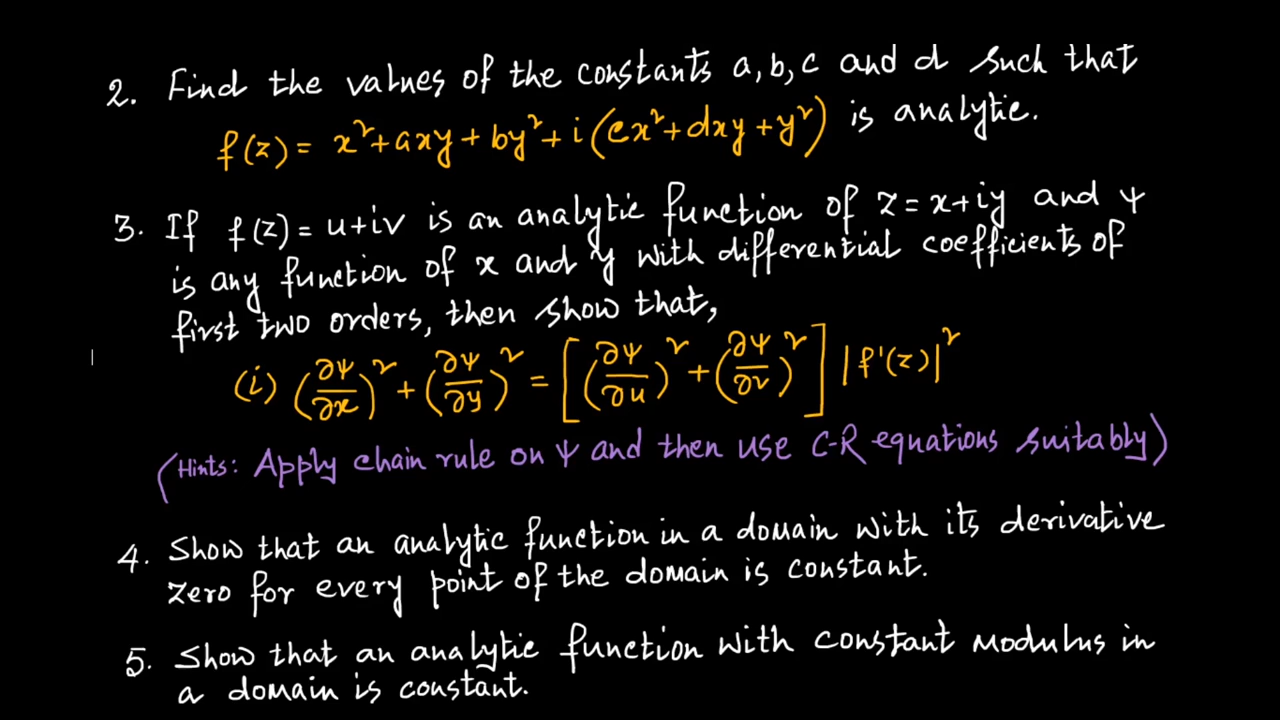 2. Find the values of the constants a, b, c and d such that
f(z) = x² + axy + by² + i(cx² + dxy + y²) is analytic.
3. If f(z) = u+iv is an analytic function of z = x+iy and ψ
is any function of x and y with differential coefficients of
first two orders, then show that,
(i) (∂ψ/∂x)² + (∂ψ/∂y)² = [(∂ψ/∂u)² + (∂ψ/∂v)²] |f'(z)|²
(Hints: Apply chain rule on ψ and then use C-R equations suitably)
4. Show that an analytic function in a domain with its derivative
zero for every point of the domain is constant.
5. Show that an analytic function with constant modulus in
a domain is constant.